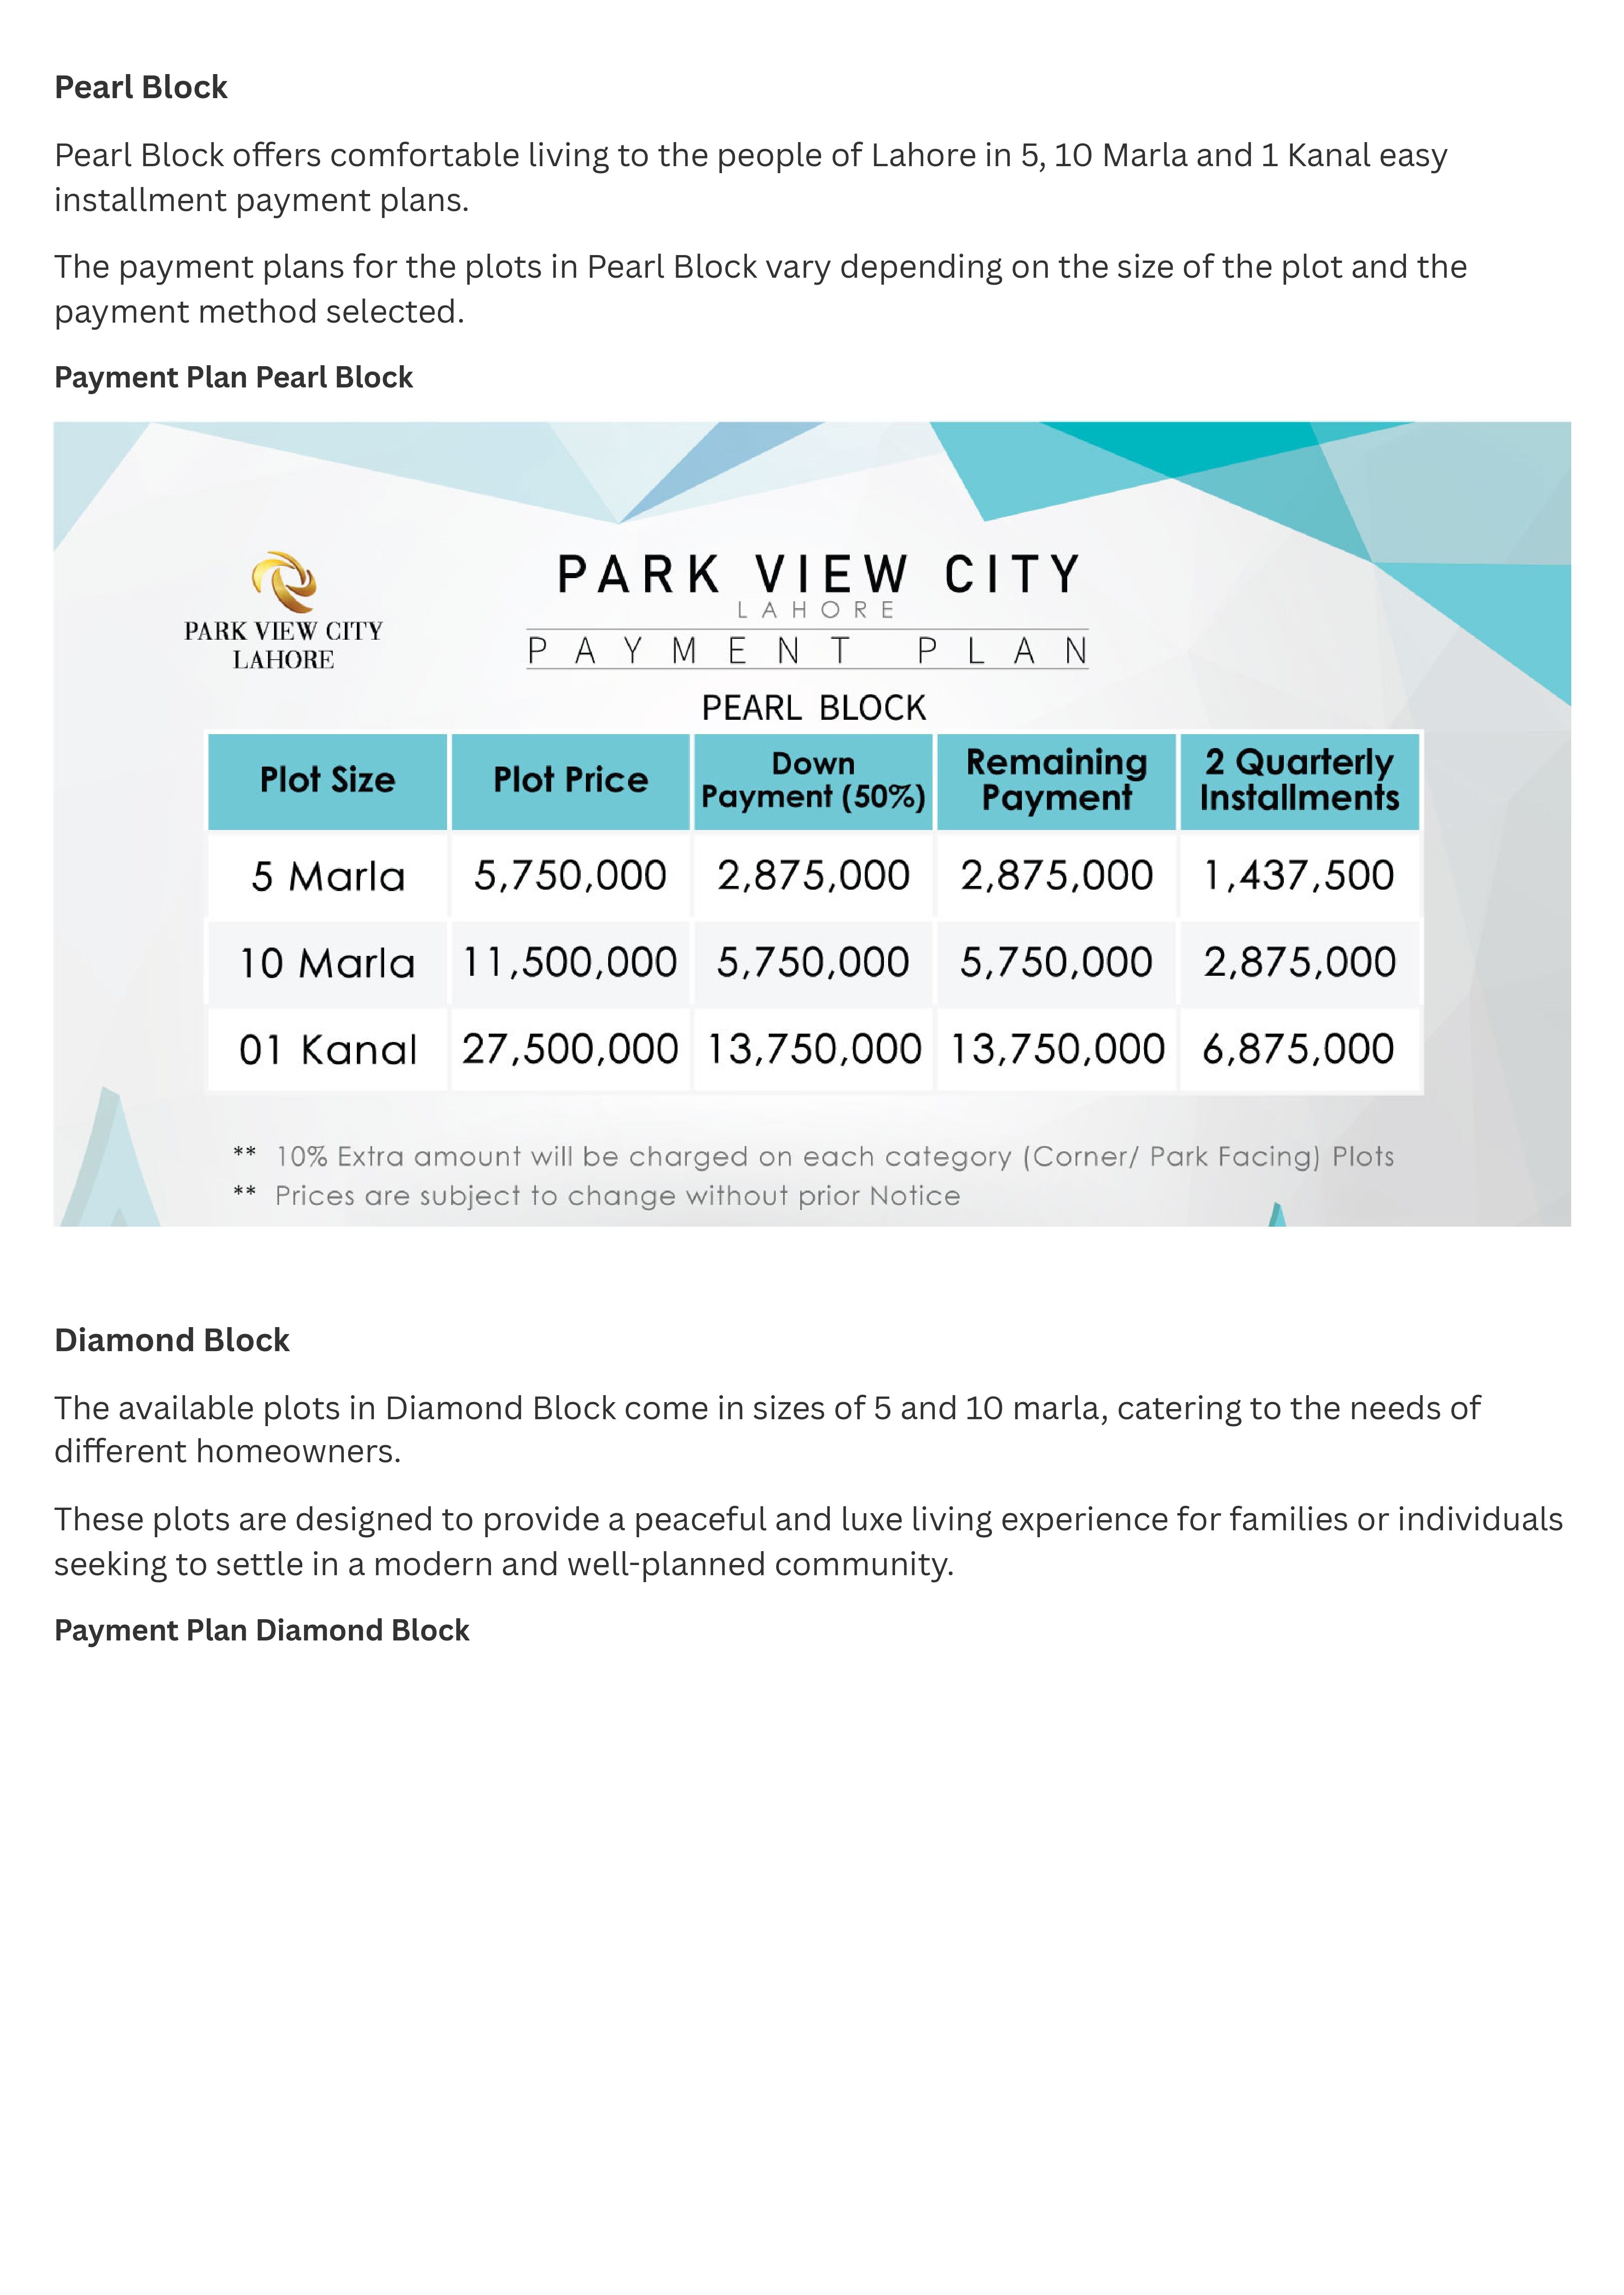 Pearl Block
Pearl Block offers comfortable living to the people of Lahore in 5, 10 Marla and 1 Kanal easy
installment payment plans.
The payment plans for the plots in Pearl Block vary depending on the size of the plot and the
payment method selected.
Payment Plan Pearl Block
PARK VIEW CITY
LAHORE
PARK VIEW CITY
LAHORE
PAYMENT PLAN
PEARL BLOCK
Plot Size Plot Price Down Payment (50%) Remaining Payment 2 Quarterly Installments
5 Marla 5,750,000 2,875,000 2,875,000 1,437,500
10 Marla 11,500,000 5,750,000 5,750,000 2,875,000
01 Kanal 27,500,000 13,750,000 13,750,000 6,875,000
** 10% Extra amount will be charged on each category (Corner/ Park Facing) Plots
** Prices are subject to change without prior Notice
Diamond Block
The available plots in Diamond Block come in sizes of 5 and 10 marla, catering to the needs of
different homeowners.
These plots are designed to provide a peaceful and luxe living experience for families or individuals
seeking to settle in a modern and well-planned community.
Payment Plan Diamond Block